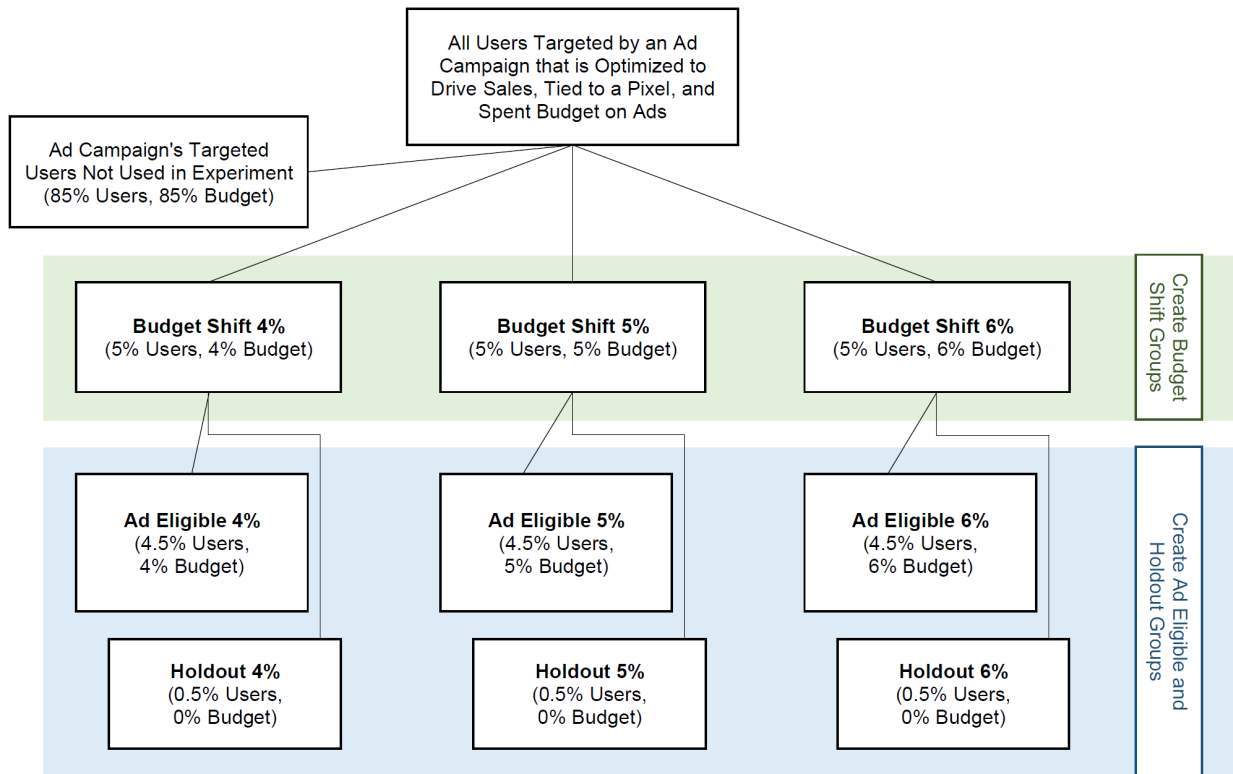 All Users Targeted by an Ad
Campaign that is Optimized to
Drive Sales, Tied to a Pixel, and
Spent Budget on Ads
Ad Campaign's Targeted
Users Not Used in Experiment
(85% Users, 85% Budget)
Budget Shift 4%
(5% Users, 4% Budget)
Budget Shift 5%
(5% Users, 5% Budget)
Budget Shift 6%
(5% Users, 6% Budget)
Create Budget
Shift Groups
Ad Eligible 4%
(4.5% Users,
4% Budget)
Ad Eligible 5%
(4.5% Users,
5% Budget)
Ad Eligible 6%
(4.5% Users,
6% Budget)
Holdout 4%
(0.5% Users,
0% Budget)
Holdout 5%
(0.5% Users,
0% Budget)
Holdout 6%
(0.5% Users,
0% Budget)
Create Ad Eligible and
Holdout Groups